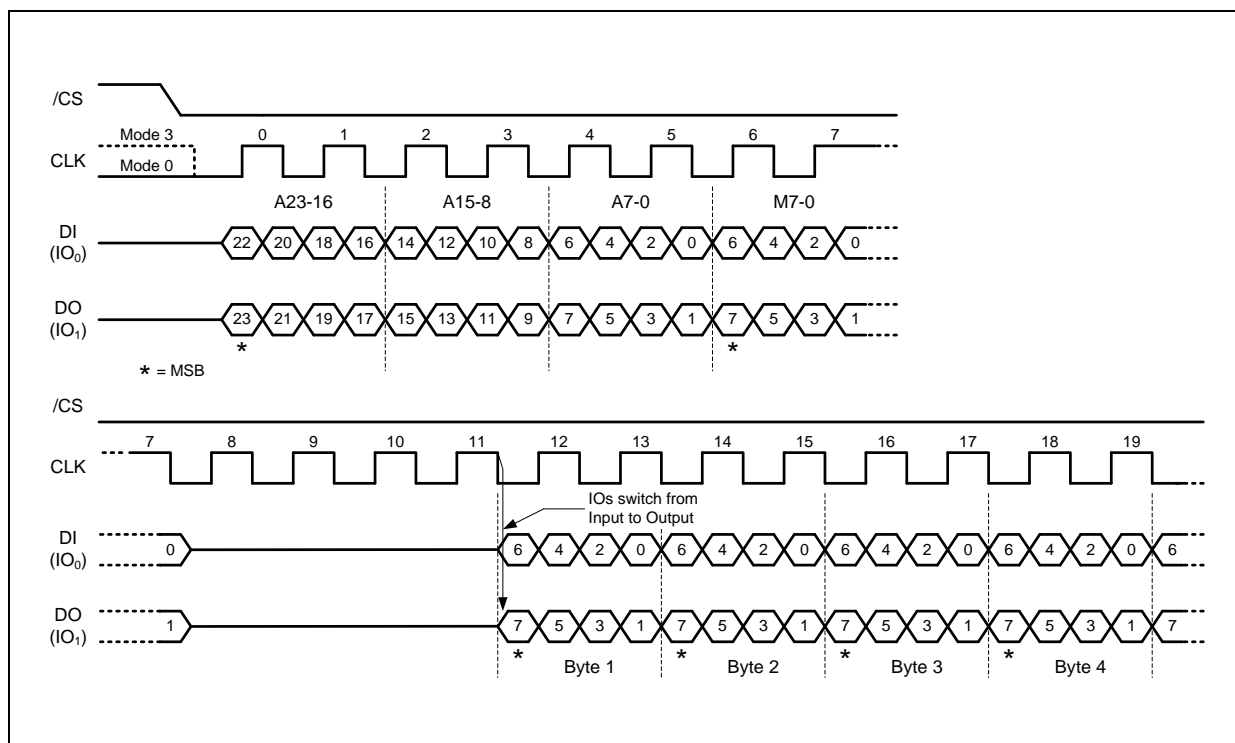 /CS
Mode 3 0 1 2 3 4 5 6 7
CLK
Mode 0
A23-16 A15-8 A7-0 M7-0
DI
(IO₀)
22 20 18 16 14 12 10 8 6 4 2 0 6 4 2 0
DO
(IO₁)
23 21 19 17 15 13 11 9 7 5 3 1 7 5 3 1
* *
* = MSB
/CS
7 8 9 10 11 12 13 14 15 16 17 18 19
CLK
IOs switch from
Input to Output
DI
(IO₀)
0 6 4 2 0 6 4 2 0 6 4 2 0 6 4 2 0 6
DO
(IO₁)
1 7 5 3 1 7 5 3 1 7 5 3 1 7 5 3 1 7
* * * *
Byte 1 Byte 2 Byte 3 Byte 4